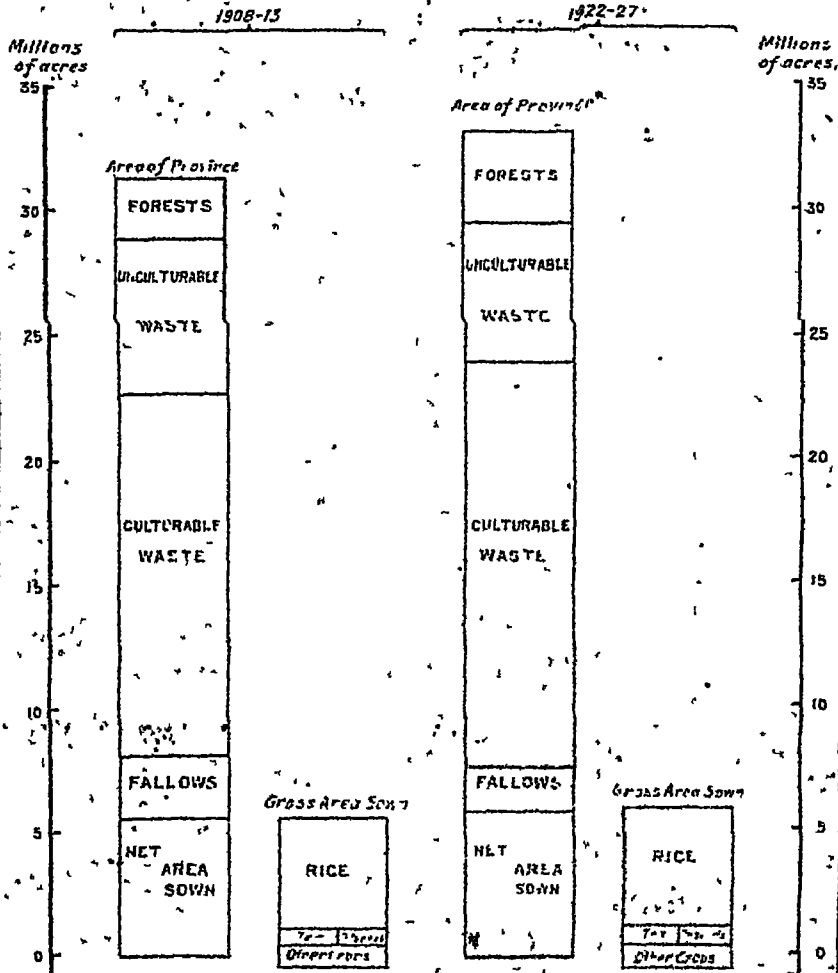 1908-13
1922-27
Millions
of acres
Millions
of acres.
Area of Province
FORESTS
UNCULTURABLE
WASTE
CULTURABLE
WASTE
FALLOWS
NET
AREA
SOWN
Gross Area Sown
RICE
Tea
Other Crops
Area of Province
FORESTS
UNCULTURABLE
WASTE
CULTURABLE
WASTE
FALLOWS
NET
AREA
SOWN
Gross Area Sown
RICE
Tea
Other Crops
35
30
25
20
15
10
5
0
35
30
25
20
15
10
5
0